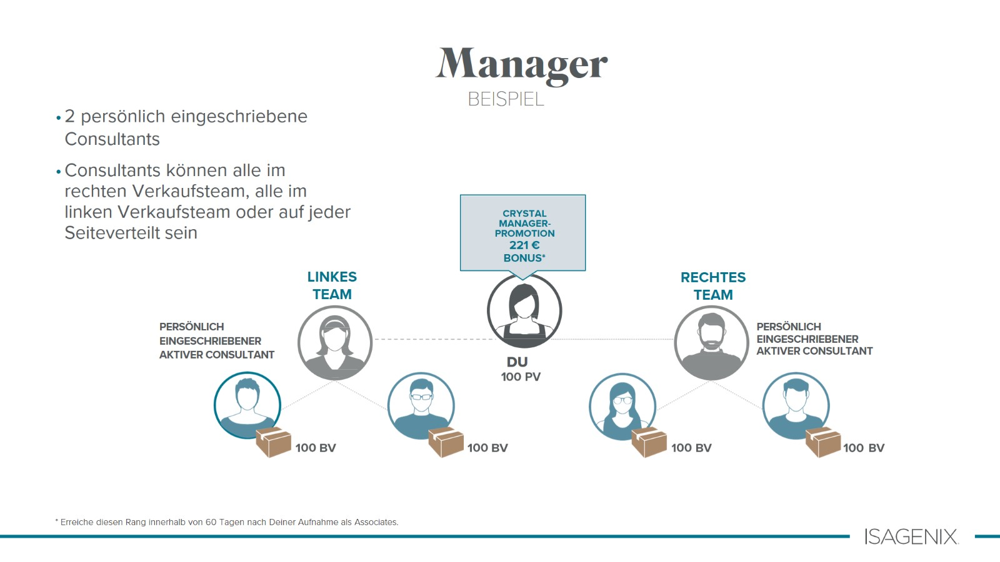 Manager
BEISPIEL
• 2 persönlich eingeschriebene
Consultants
• Consultants können alle im
rechten Verkaufsteam, alle im
linken Verkaufsteam oder auf jeder
Seiteverteilt sein
CRYSTAL
MANAGER-
PROMOTION
221 €
BONUS*
LINKES
TEAM
RECHTES
TEAM
PERSÖNLICH
EINGESCHRIEBENER
AKTIVER CONSULTANT
PERSÖNLICH
EINGESCHRIEBENER
AKTIVER CONSULTANT
DU
100 PV
100 BV
100 BV
100 BV
100 BV
* Erreiche diesen Rang innerhalb von 60 Tagen nach Deiner Aufnahme als Associates.
ISAGENIX